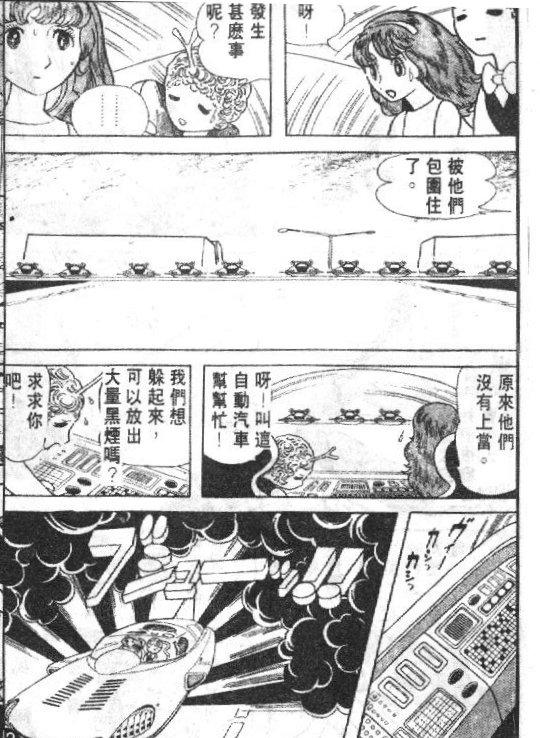 呀！
發生
甚麼事
呢？
被他們
包圍住
了。
原來他們
沒有上當。
呀！叫這
自動汽車
幫幫忙！
我們想
躲起來，
可以放出
大量黑煙嗎？
求求你
吧！
ヴィー
カシッ
カシッ